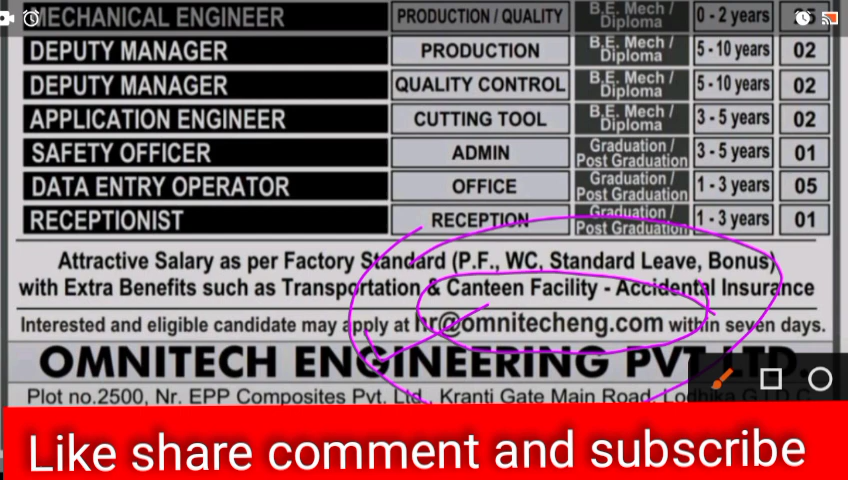 MECHANICAL ENGINEER PRODUCTION / QUALITY B.E. Mech / Diploma 0 - 2 years
DEPUTY MANAGER PRODUCTION B.E. Mech / Diploma 5 - 10 years 02
DEPUTY MANAGER QUALITY CONTROL B.E. Mech / Diploma 5 - 10 years 02
APPLICATION ENGINEER CUTTING TOOL B.E. Mech / Diploma 3 - 5 years 02
SAFETY OFFICER ADMIN Graduation / Post Graduation 3 - 5 years 01
DATA ENTRY OPERATOR OFFICE Graduation / Post Graduation 1 - 3 years 05
RECEPTIONIST RECEPTION Graduation / Post Graduation 1 - 3 years 01
Attractive Salary as per Factory Standard (P.F., WC, Standard Leave, Bonus)
with Extra Benefits such as Transportation & Canteen Facility - Accidental Insurance
Interested and eligible candidate may apply at hr@omnitecheng.com within seven days.
OMNITECH ENGINEERING PVT. LTD.
Plot no.2500, Nr. EPP Composites Pvt. Ltd., Kranti Gate Main Road, Lodhika G.I.D.C
Like share comment and subscribe